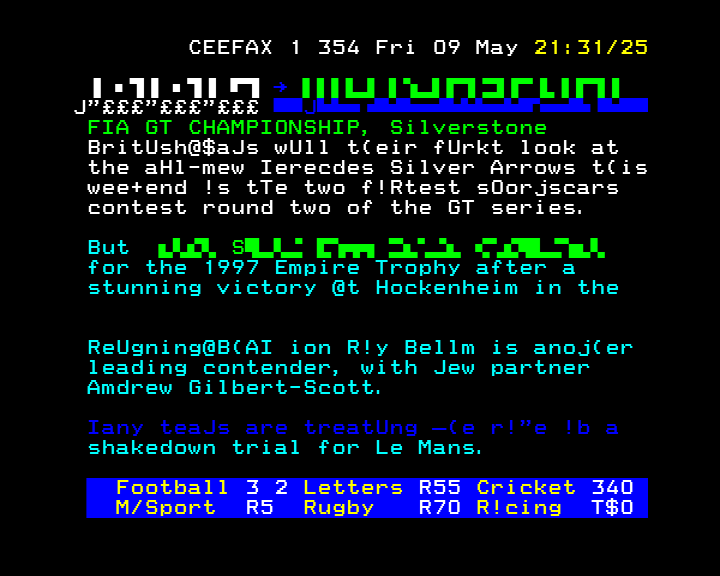 CEEFAX 1 354 Fri 09 May 21:31/25
J”£££”£££”£££
FIA GT CHAMPIONSHIP, Silverstone
BritUsh@$aJs wUll t(eir fUrkt look at
the aHl-mew Ierecdes Silver Arrows t(is
wee+end !s tTe two f!Rtest sOorjscars
contest round two of the GT series.
But S
for the 1997 Empire Trophy after a
stunning victory @t Hockenheim in the
ReUgning@B(AI ion R!y Bellm is anoj(er
leading contender, with Jew partner
Amdrew Gilbert-Scott.
Iany teaJs are treatUng —(e r!”e !b a
shakedown trial for Le Mans.
Football 3 2 Letters R55 Cricket 340
M/Sport R5 Rugby R70 R!cing T$0